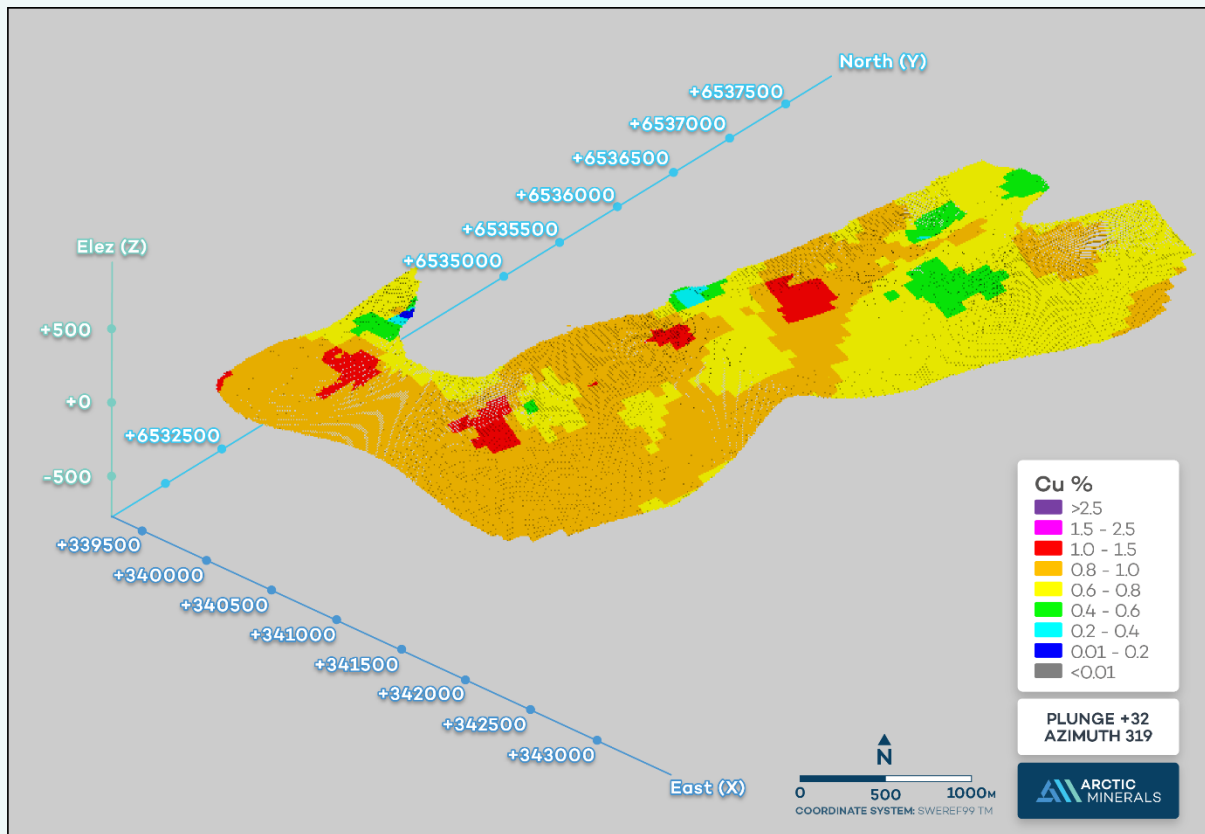 North (Y)
+6537500
+6537000
+6536500
+6536000
+6535500
+6535000
Elez (Z)
+500
+0
+6532500
-500
+339500
+340000
+340500
+341000
+341500
+342000
+342500
+343000
East (X)
N
0 500 1000M
COORDINATE SYSTEM: SWEREF99 TM
Cu %
>2.5
1.5 - 2.5
1.0 - 1.5
0.8 - 1.0
0.6 - 0.8
0.4 - 0.6
0.2 - 0.4
0.01 - 0.2
<0.01
PLUNGE +32
AZIMUTH 319
ARCTIC
MINERALS